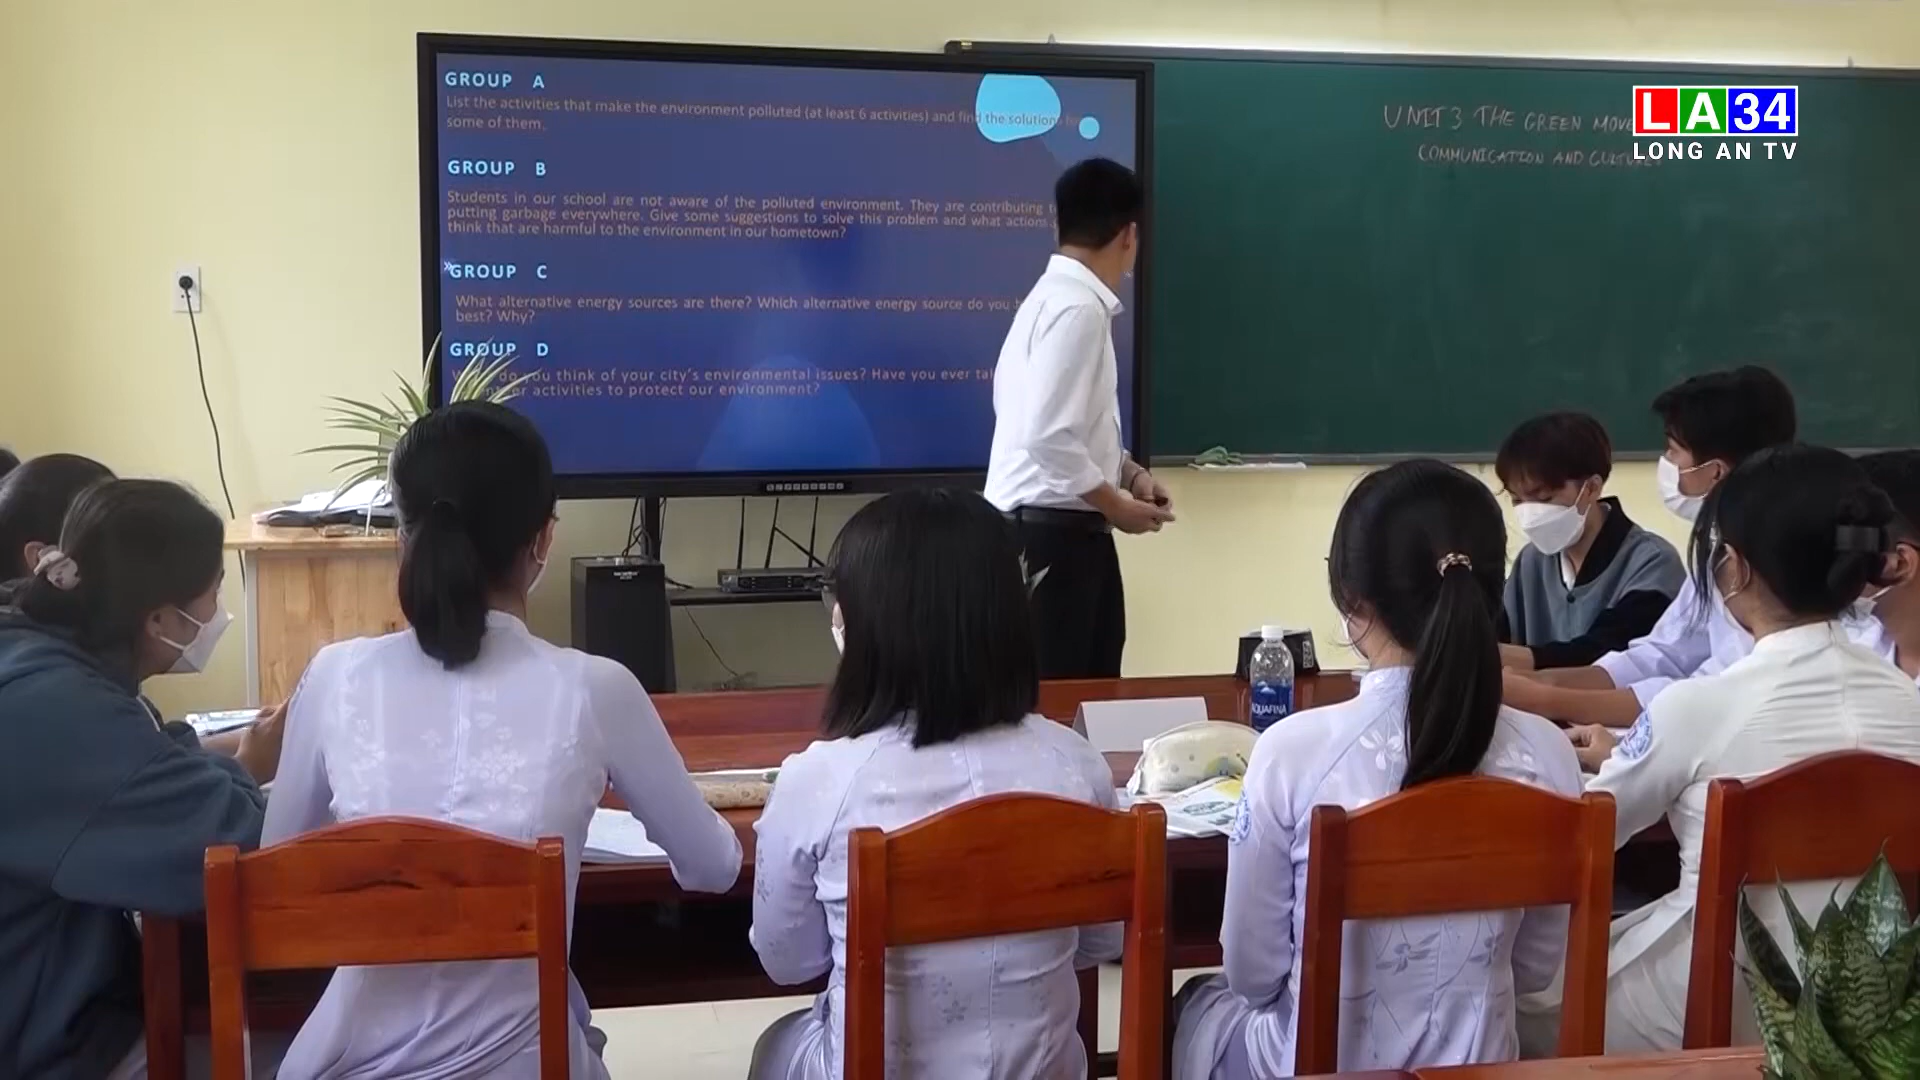 GROUP A
List the activities that make the environment polluted (at least 6 activities) and find the solutions
some of them.
GROUP B
Students in our school are not aware of the polluted environment. They are contributing
putting garbage everywhere. Give some suggestions to solve this problem and what actions
think that are harmful to the environment in our hometown?
GROUP C
What alternative energy sources are there? Which alternative energy source do you
best? Why?
GROUP D
do you think of your city's environmental issues? Have you ever
activities to protect our environment?
UNIT 3 THE GREEN
COMMUNICATION AND
LA34
LONG AN TV
AQUAFINA